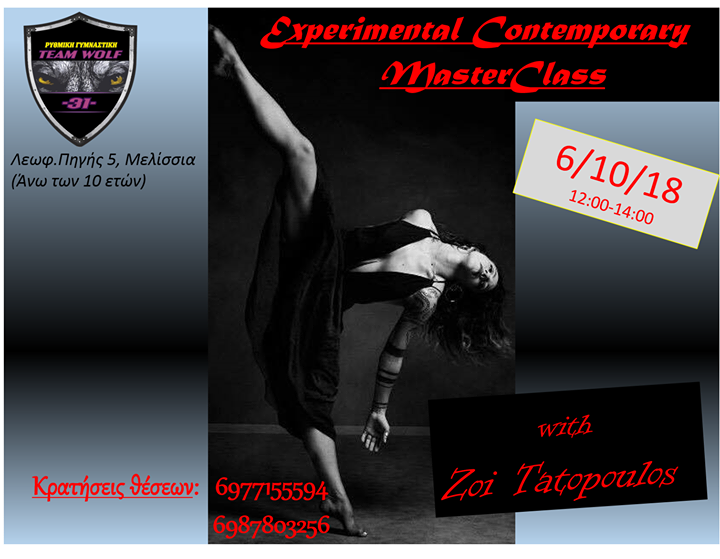 ΡΥΘΜΙΚΗ ΓΥΜΝΑΣΤΙΚΗ
TEAM WOLF
-31-
Λεωφ.Πηγής 5, Μελίσσια
(Άνω των 10 ετών)
Experimental Contemporary
MasterClass
6/10/18
12:00-14:00
with
Zoi Tatopoulos
Κρατήσεις θέσεων: 6977155594
6987803256